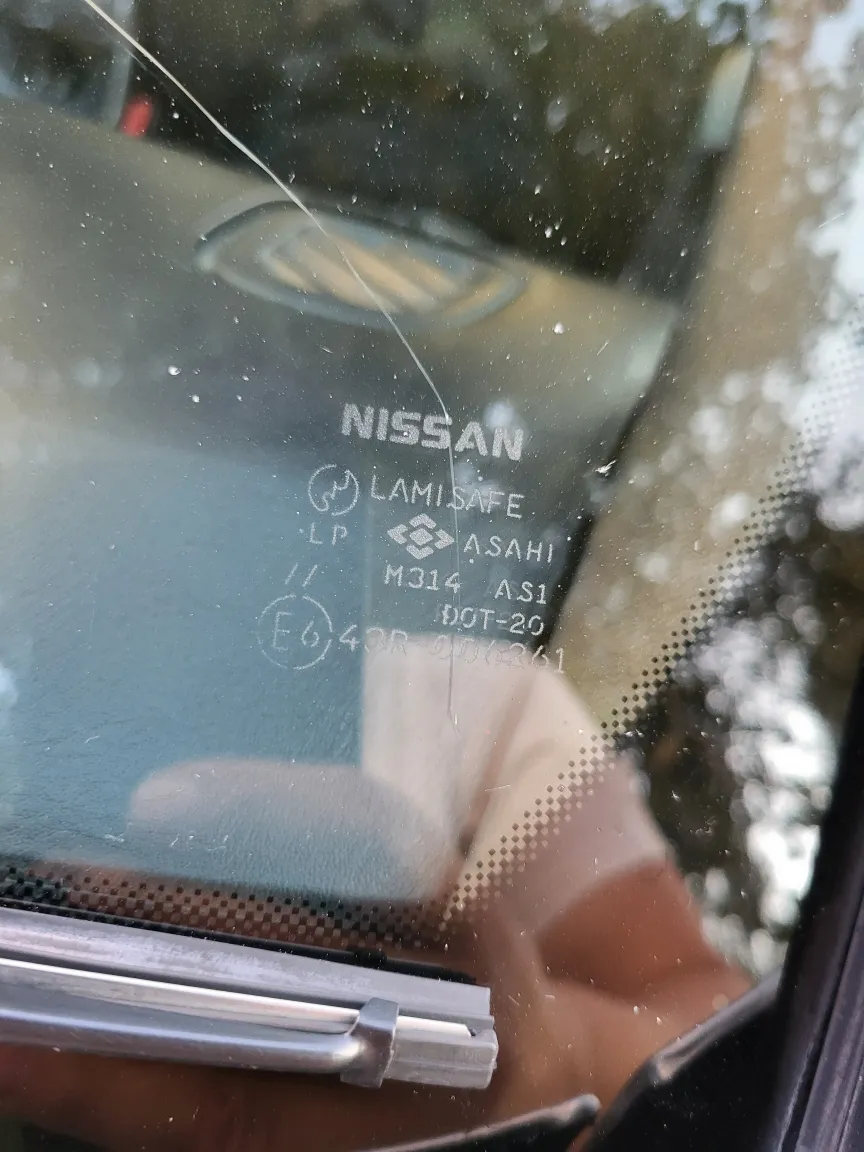 NISSAN
LAMISAFE
LP ASAHI
// M314 AS1
DOT-20
E6 43R-